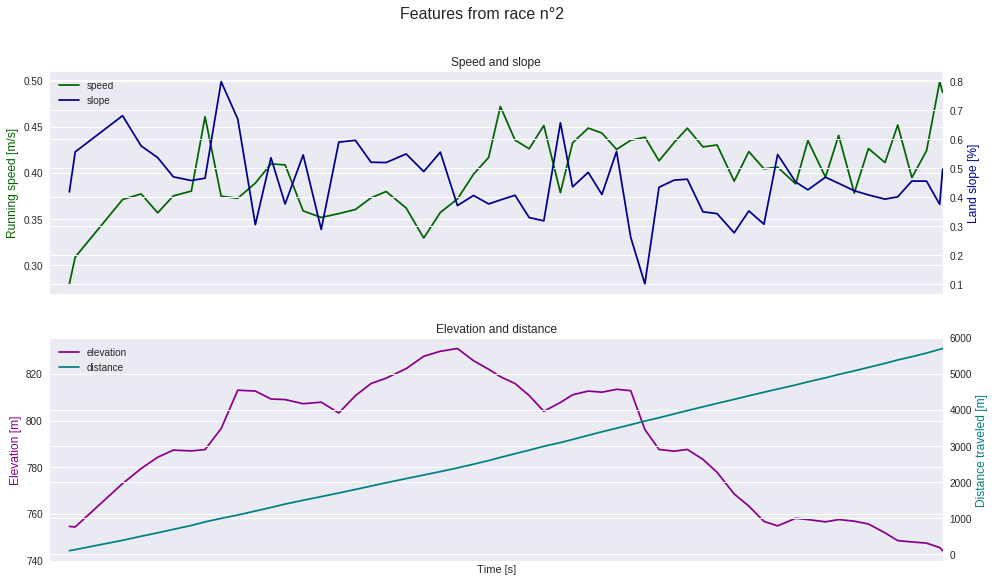 Features from race n°2
Speed and slope
speed
slope
Running speed [m/s]
0.50
0.45
0.40
0.35
0.30
0.8
0.7
0.6
0.5
0.4
0.3
0.2
0.1
Land slope [%]
Elevation and distance
elevation
distance
Elevation [m]
820
800
780
760
740
6000
5000
4000
3000
2000
1000
0
Distance traveled [m]
Time [s]